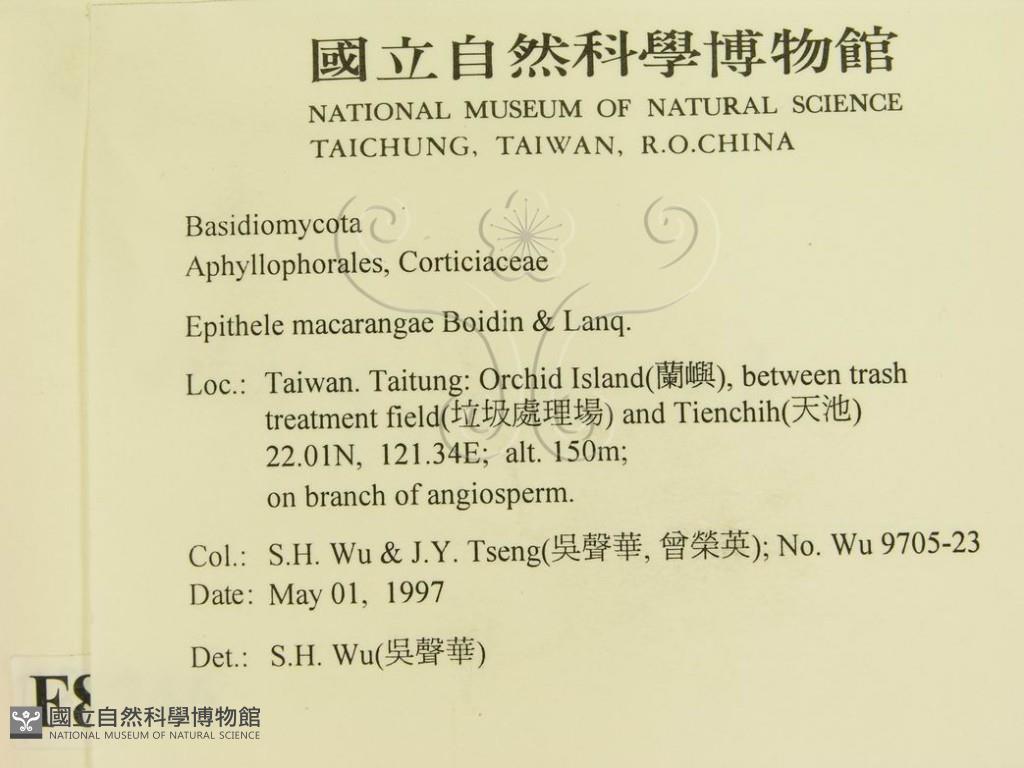 國立自然科學博物館
NATIONAL MUSEUM OF NATURAL SCIENCE
TAICHUNG, TAIWAN, R.O.CHINA
Basidiomycota
Aphyllophorales, Corticiaceae
Epithele macarangae Boidin & Lanq.
Loc.: Taiwan. Taitung: Orchid Island(蘭嶼), between trash
treatment field(垃圾處理場) and Tienchih(天池)
22.01N, 121.34E; alt. 150m;
on branch of angiosperm.
Col.: S.H. Wu & J.Y. Tseng(吳聲華, 曾榮英); No. Wu 9705-23
Date: May 01, 1997
Det.: S.H. Wu(吳聲華)
國立自然科學博物館
NATIONAL MUSEUM OF NATURAL SCIENCE